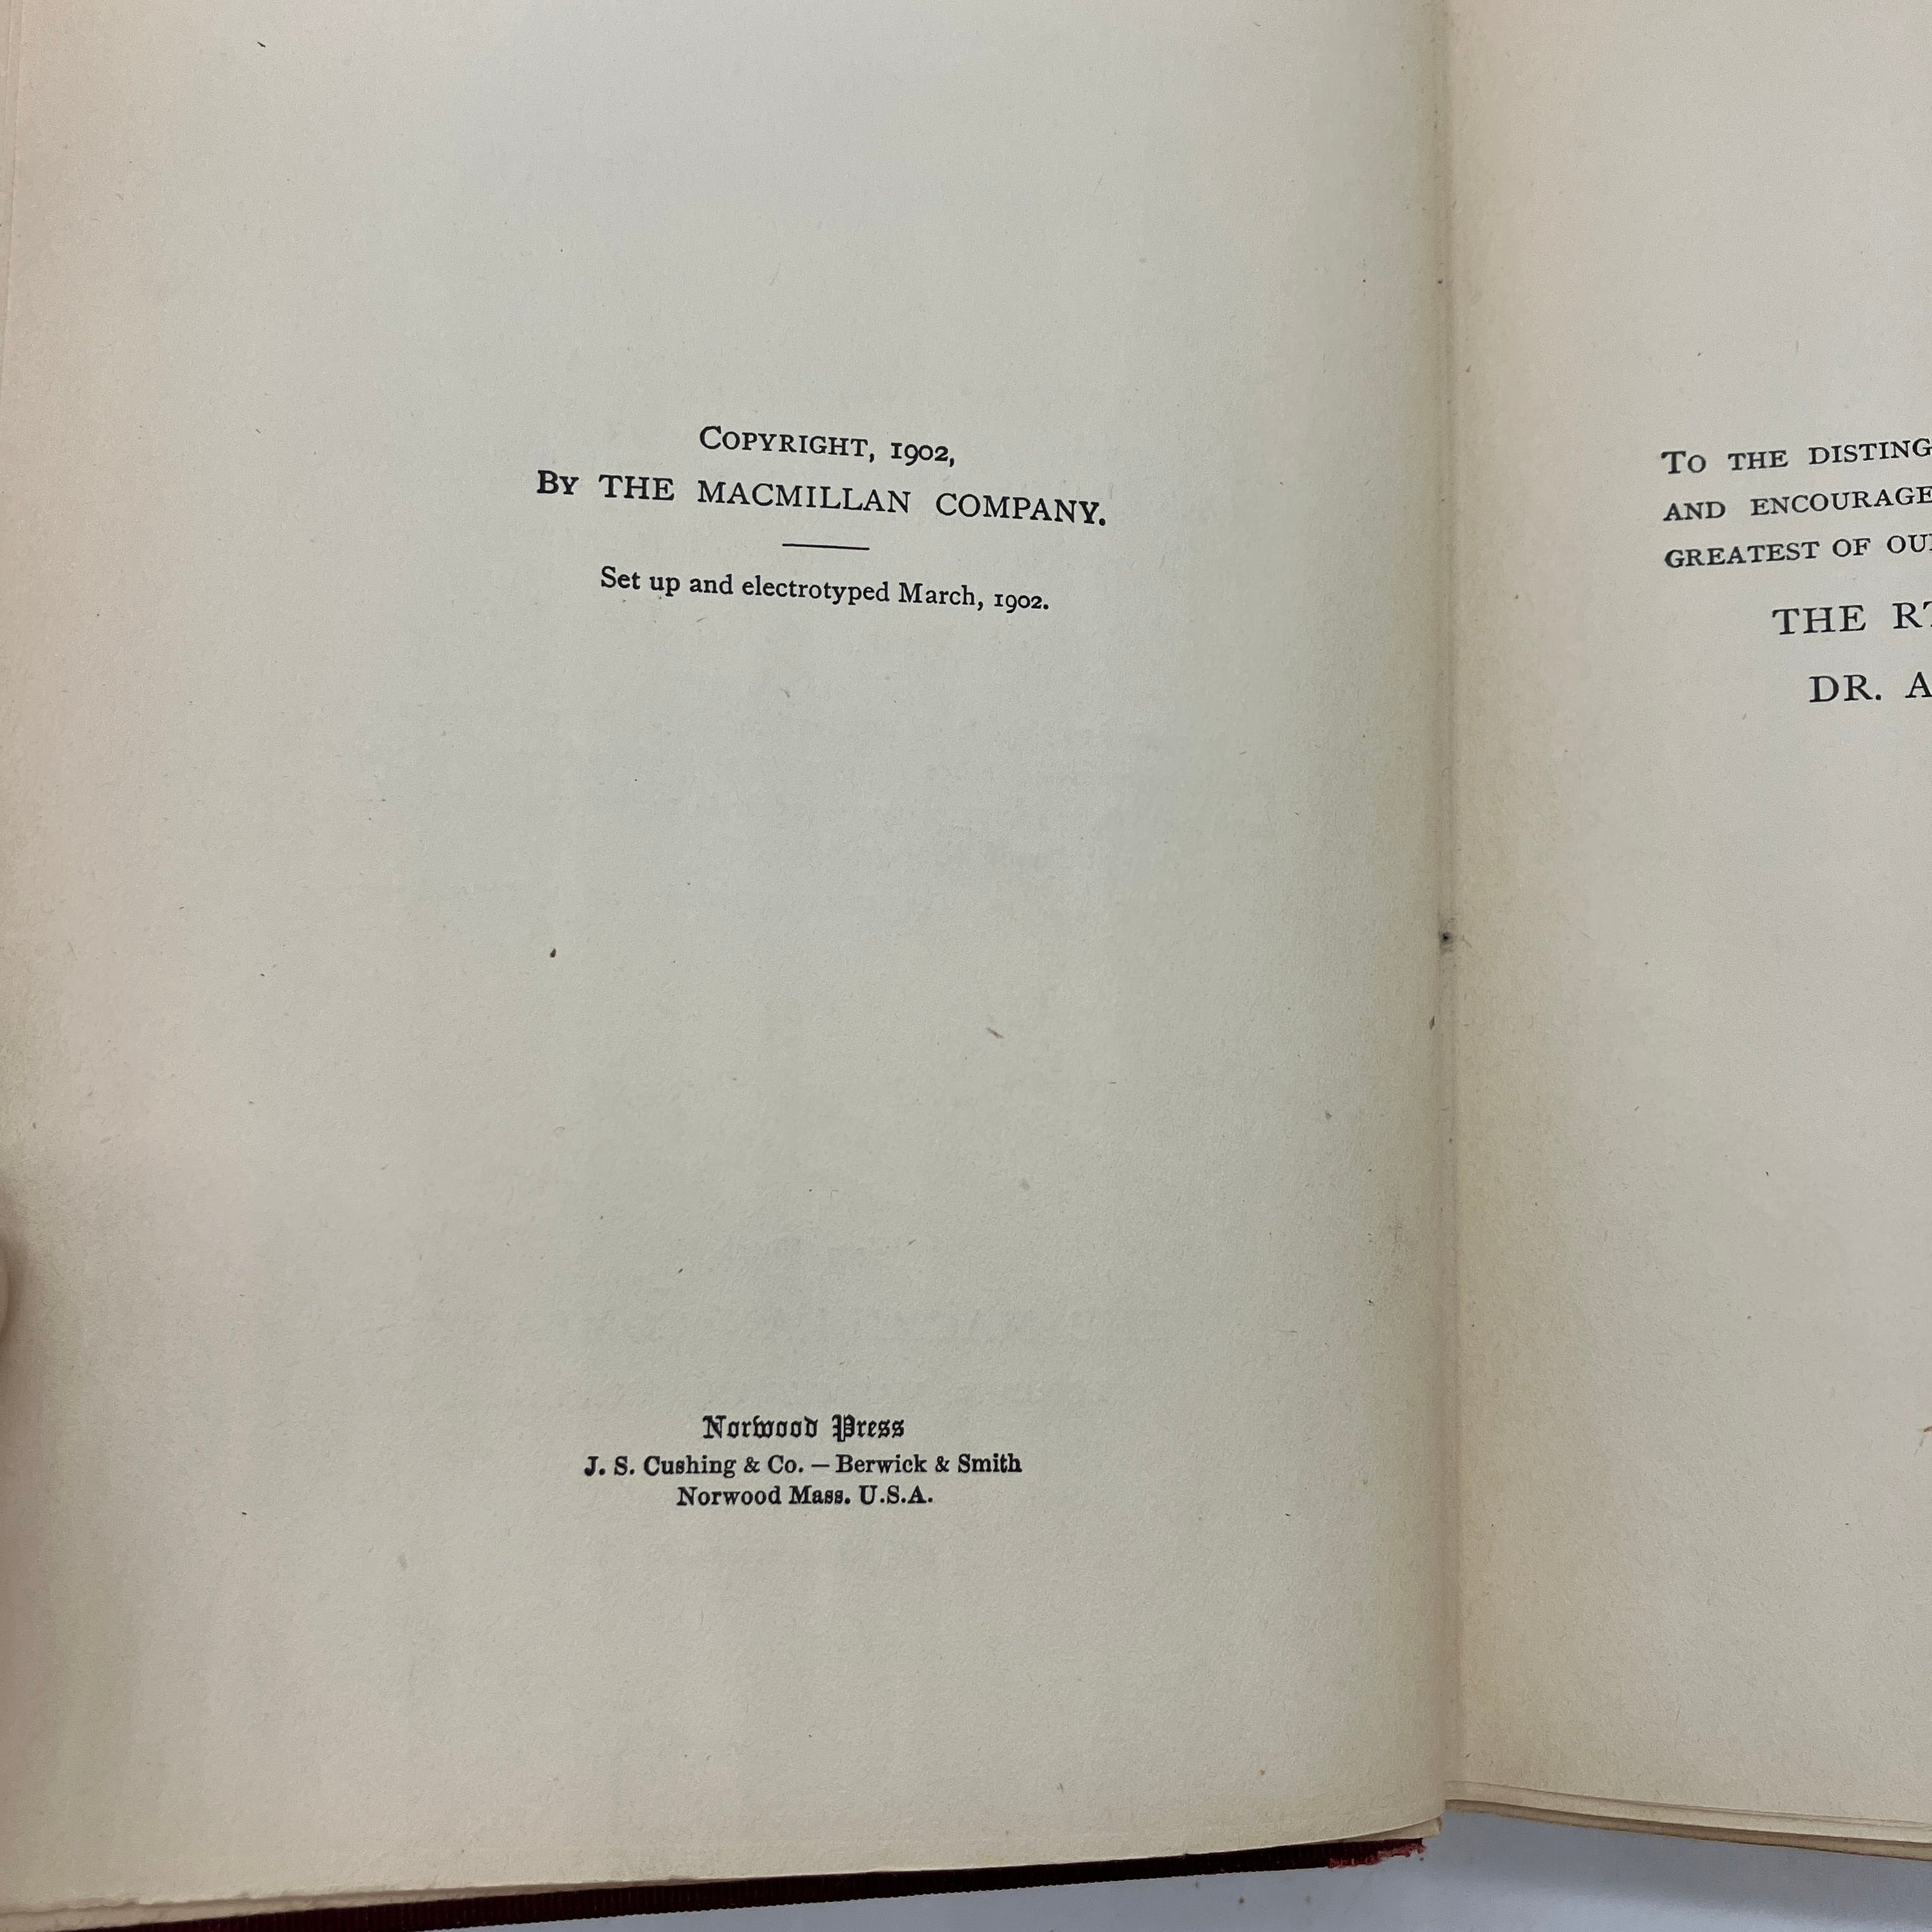 COPYRIGHT, 1902,
BY THE MACMILLAN COMPANY.
Set up and electrotyped March, 1902.
Norwood Press
J. S. Cushing & Co. — Berwick & Smith
Norwood Mass. U.S.A.
TO THE DISTING
AND ENCOURAGE
GREATEST OF OU
THE RT
DR. A